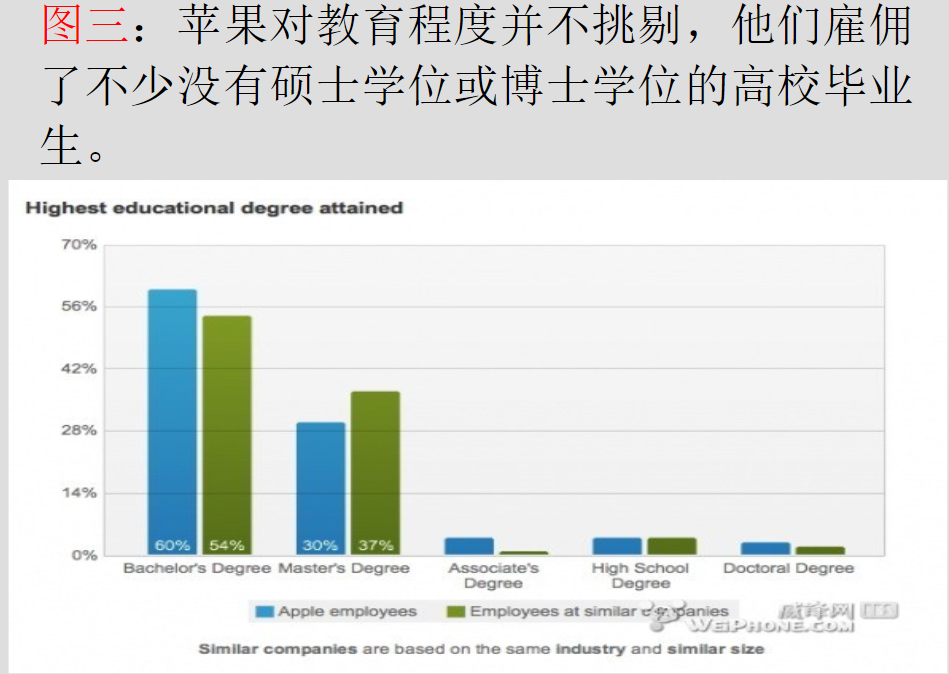 图三：苹果对教育程度并不挑剔，他们雇佣
了不少没有硕士学位或博士学位的高校毕业
生。
Highest educational degree attained
70%
56%
42%
28%
14%
0%
60% 54% 30% 37%
Bachelor's Degree Master's Degree Associate's Degree High School Degree Doctoral Degree
Apple employees Employees at similar companies
威锋网
WEIPHONE.COM
Similar companies are based on the same industry and similar size